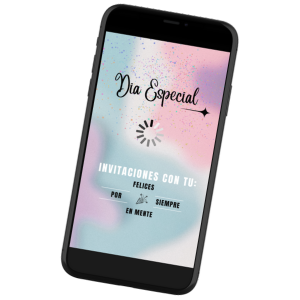 Dia Especial
INVITACIONES CON TU:
FELICES
POR SIEMPRE
EN MENTE